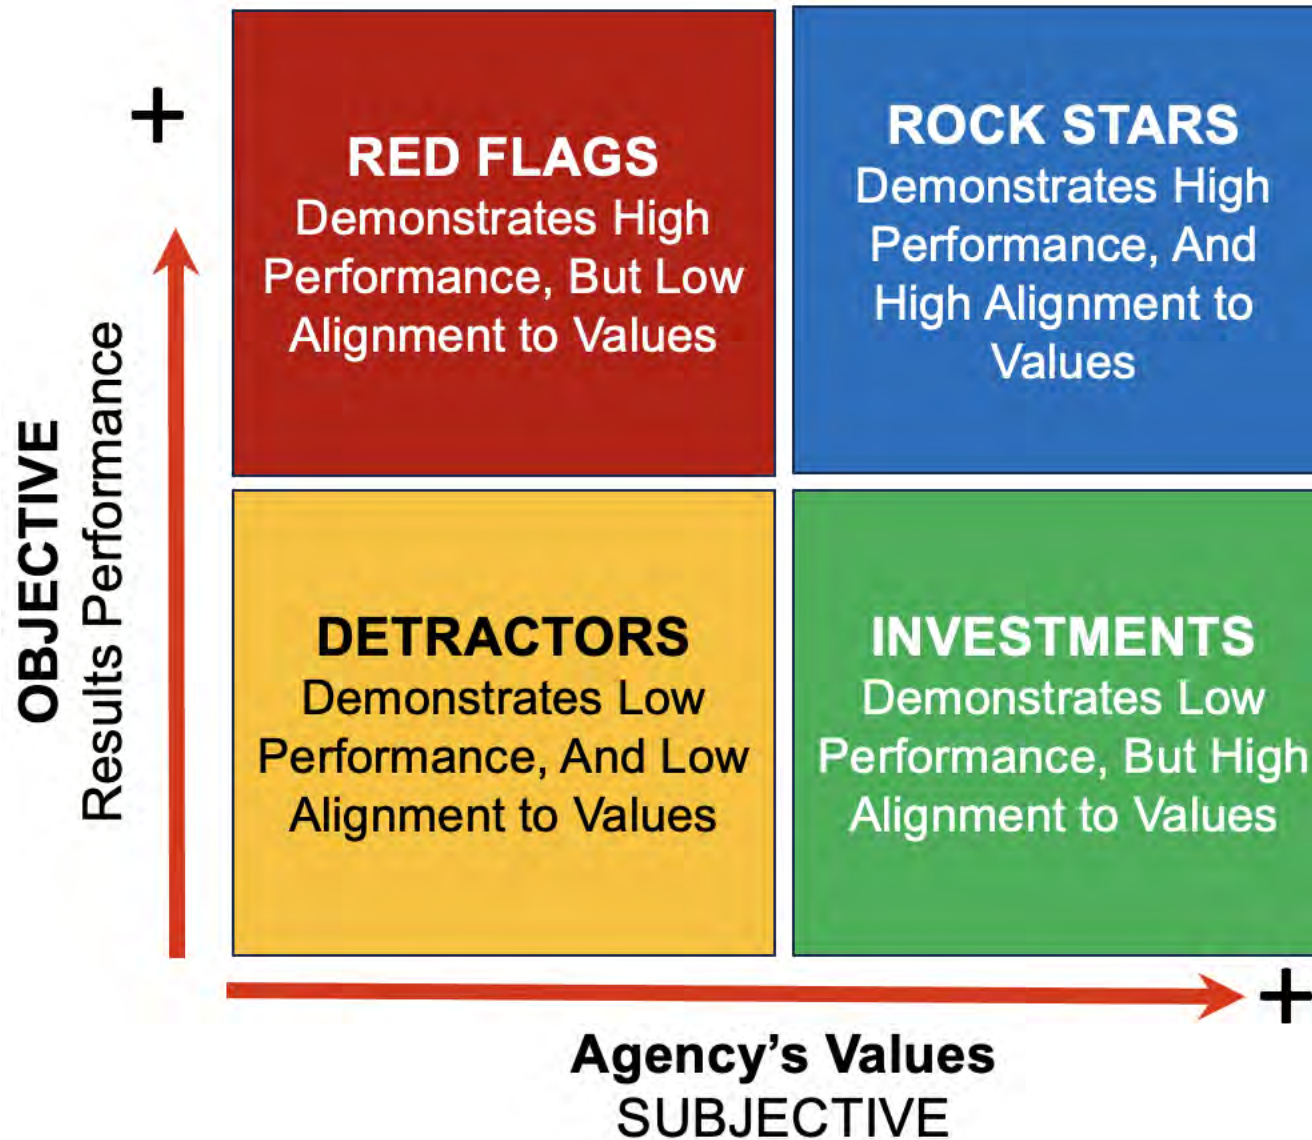 +
RED FLAGS
Demonstrates High
Performance, But Low
Alignment to Values
ROCK STARS
Demonstrates High
Performance, And
High Alignment to
Values
OBJECTIVE
Results Performance
DETRACTORS
Demonstrates Low
Performance, And Low
Alignment to Values
INVESTMENTS
Demonstrates Low
Performance, But High
Alignment to Values
+
Agency’s Values
SUBJECTIVE